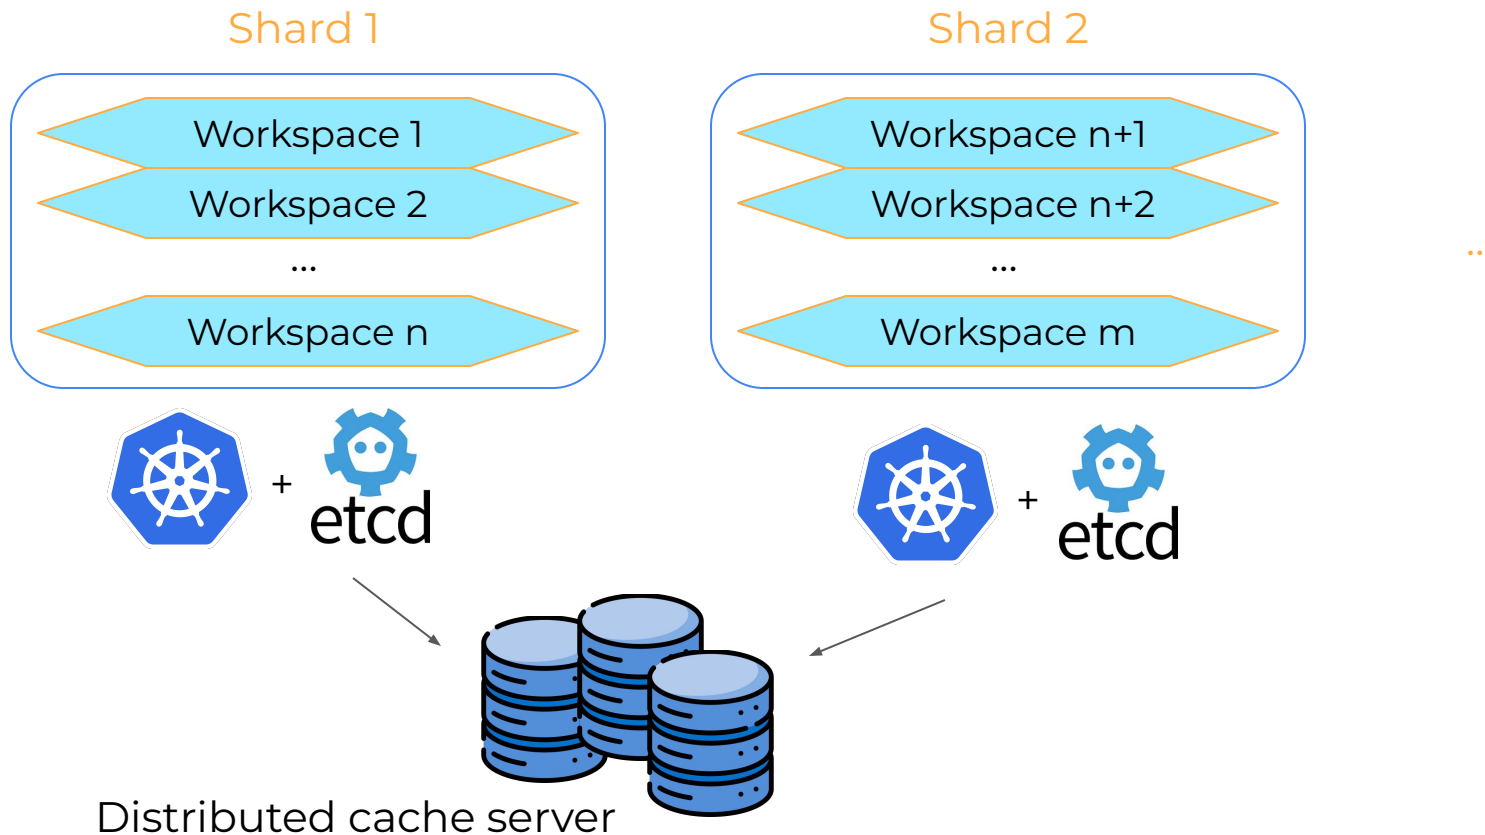 Shard 1
Workspace 1
Workspace 2
...
Workspace n
+
etcd
Shard 2
Workspace n+1
Workspace n+2
...
Workspace m
+
etcd
..
Distributed cache server